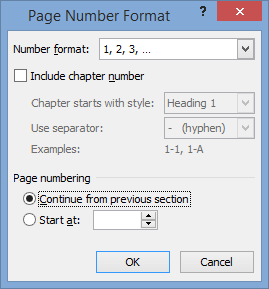 Page Number Format ?
Number format: 1, 2, 3, ...
Include chapter number
Chapter starts with style: Heading 1
Use separator: - (hyphen)
Examples: 1-1, 1-A
Page numbering
Continue from previous section
Start at:
OK Cancel